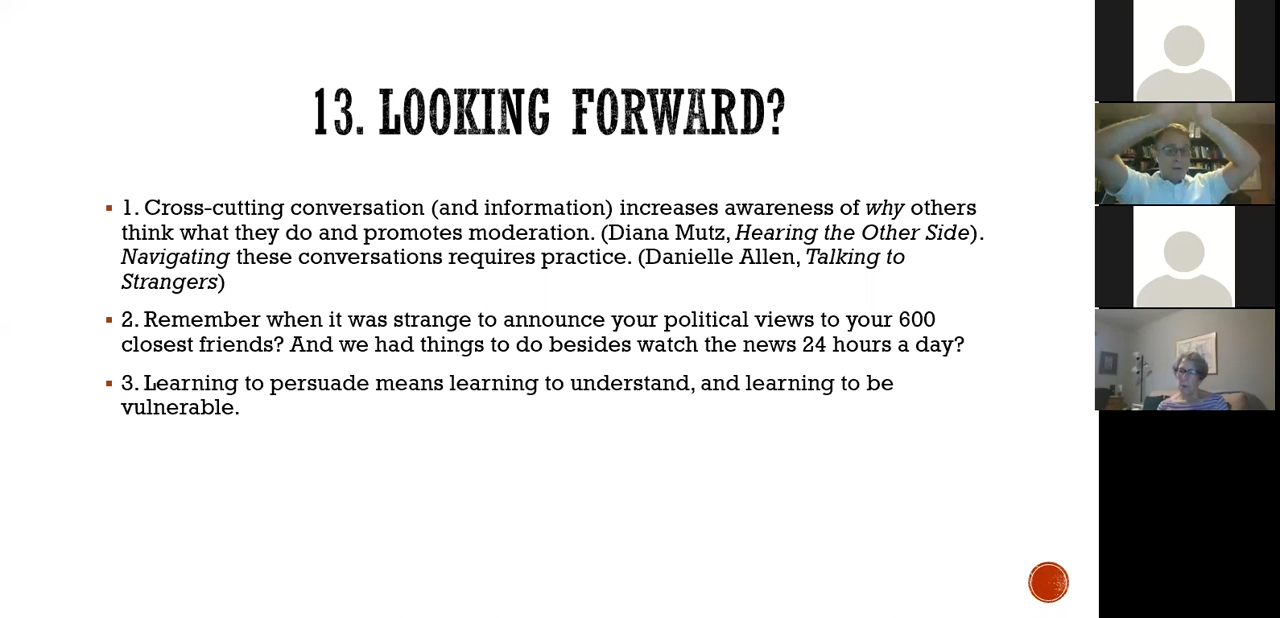 13. LOOKING FORWARD?
1. Cross-cutting conversation (and information) increases awareness of why others
think what they do and promotes moderation. (Diana Mutz, Hearing the Other Side).
Navigating these conversations requires practice. (Danielle Allen, Talking to
Strangers)
2. Remember when it was strange to announce your political views to your 600
closest friends? And we had things to do besides watch the news 24 hours a day?
3. Learning to persuade means learning to understand, and learning to be
vulnerable.